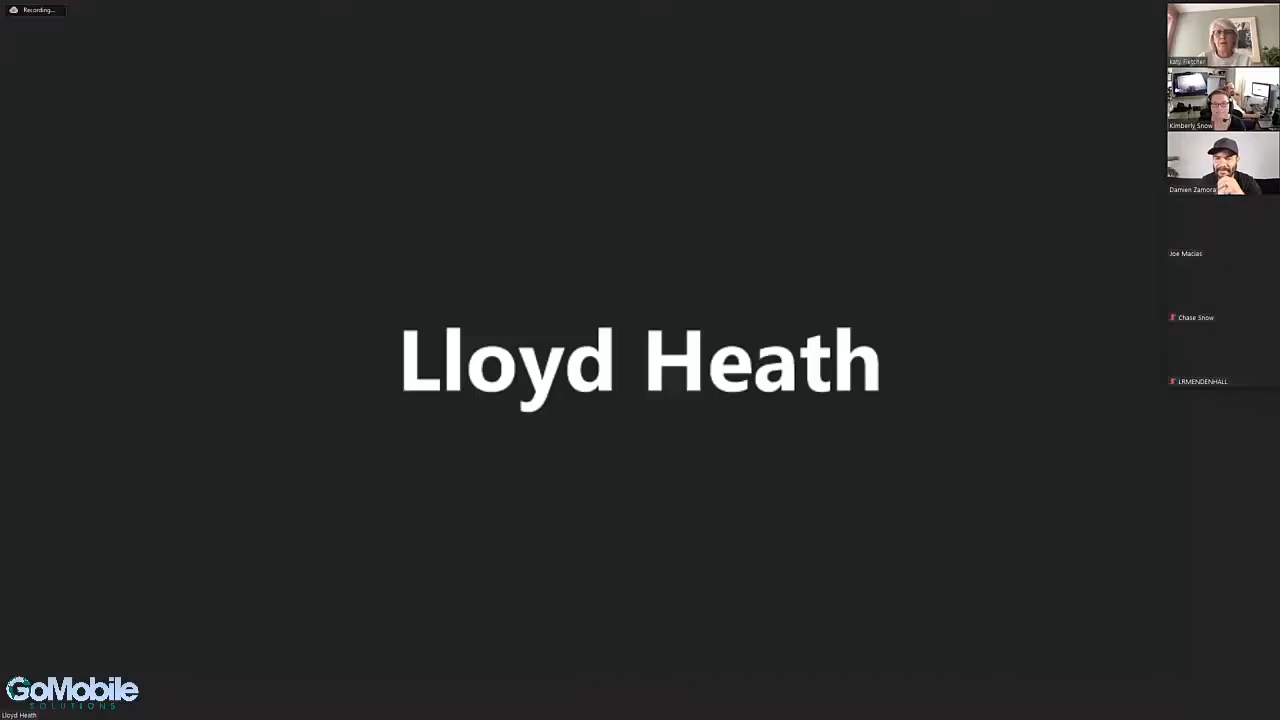 Recording...
katy Fletcher
Kimberly Snow
Damien Zamora
Joe Macias
Chase Snow
LRMENDENHALL
Lloyd Heath
GoMobile
SOLUTIONS
Lloyd Heath